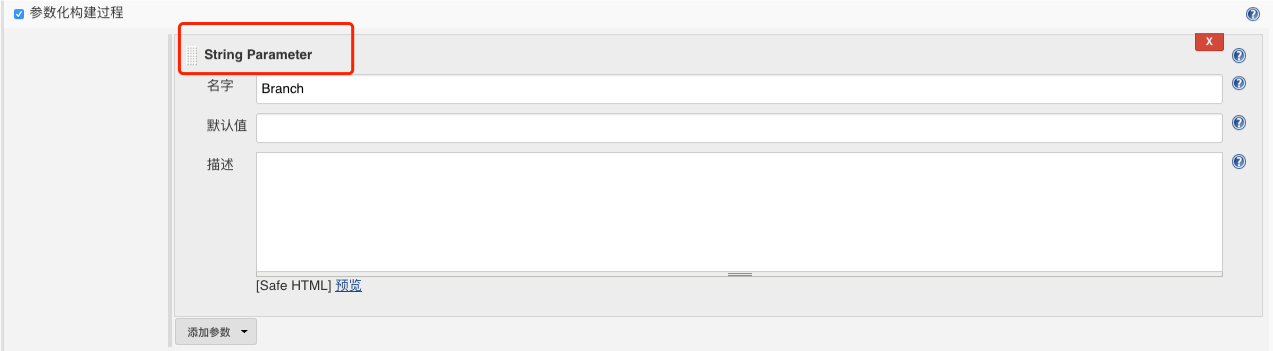 参数化构建过程
String Parameter
X
名字
Branch
默认值
描述
[Safe HTML] 预览
添加参数